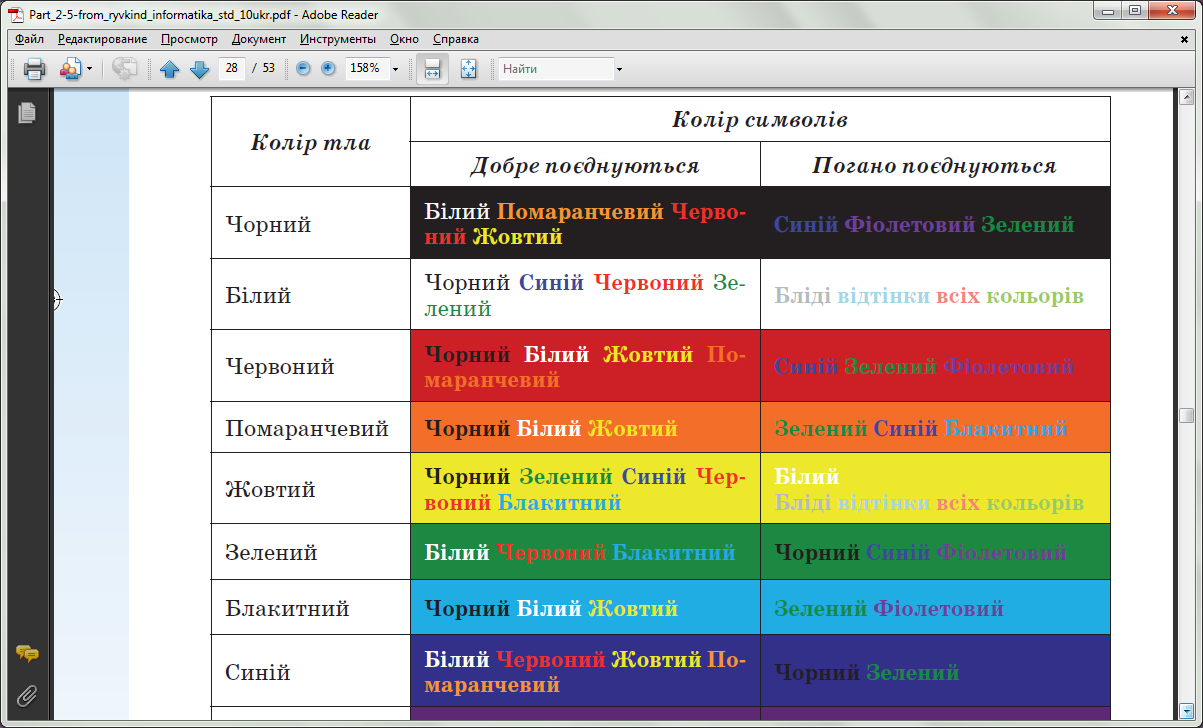 Part_2-5-from_ryvkind_informatika_std_10ukr.pdf - Adobe Reader
Файл Редактирование Просмотр Документ Инструменты Окно Справка
28 / 53 158% Найти
Колір тла
Колір символів
Добре поєднуються Погано поєднуються
Чорний
Білий Помаранчевий Черво-
ний Жовтий
Синій Фіолетовий Зелений
Білий
Чорний Синій Червоний Зе-
лений
Бліді відтінки всіх кольорів
Червоний
Чорний Білий Жовтий По-
маранчевий
Синій Зелений Фіолетовий
Помаранчевий
Чорний Білий Жовтий
Зелений Синій Блакитний
Жовтий
Чорний Зелений Синій Чер-
воний Блакитний
Білий
Бліді відтінки всіх кольорів
Зелений
Білий Червоний Блакитний
Чорний Синій Фіолетовий
Блакитний
Чорний Білий Жовтий
Зелений Фіолетовий
Синій
Білий Червоний Жовтий По-
маранчевий
Чорний Зелений